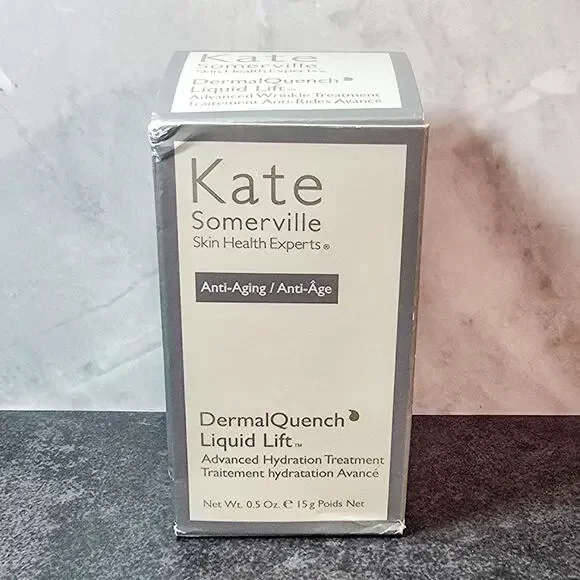 Kate
Somerville
Skin Health Experts®
DermalQuench
Liquid Lift™
Advanced Wrinkle Treatment
Traitement Anti-Rides Avancé
Kate
Somerville
Skin Health Experts®
Anti-Aging / Anti-Âge
DermalQuench
Liquid Lift™
Advanced Hydration Treatment
Traitement hydratation Avancé
Net Wt. 0.5 Oz. ℮ 15 g Poids Net